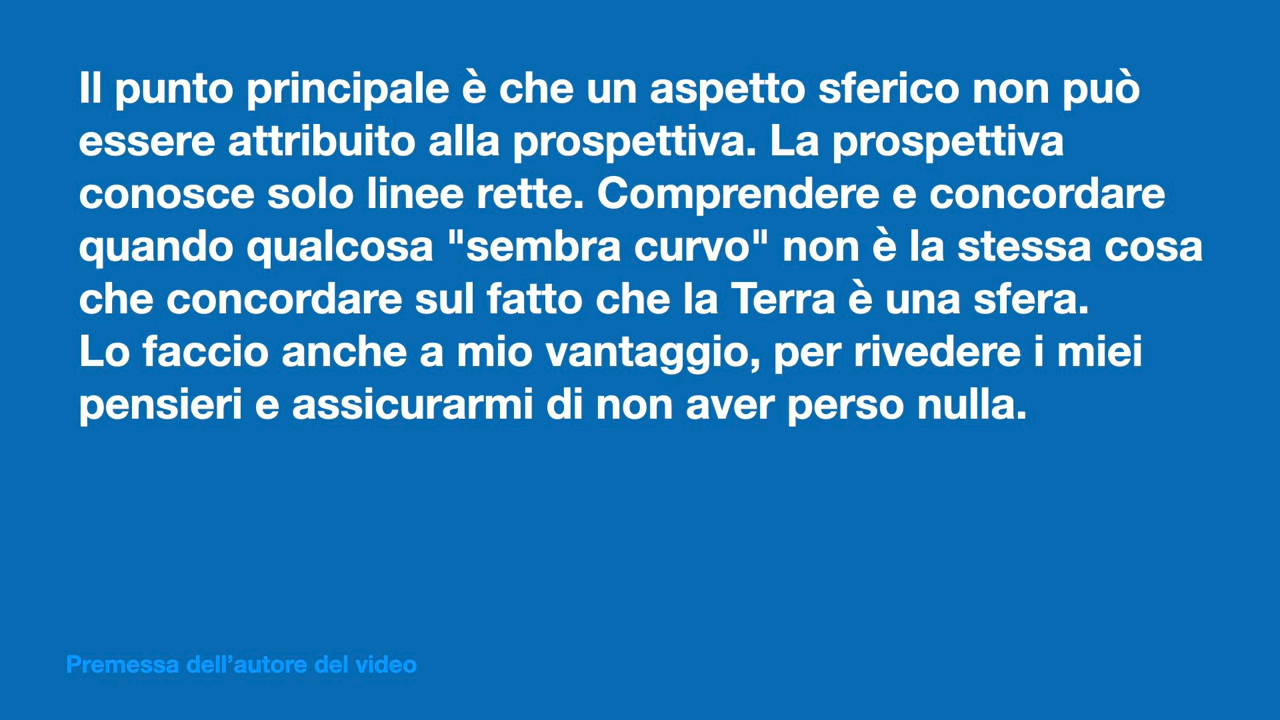 Il punto principale è che un aspetto sferico non può
essere attribuito alla prospettiva. La prospettiva
conosce solo linee rette. Comprendere e concordare
quando qualcosa "sembra curvo" non è la stessa cosa
che concordare sul fatto che la Terra è una sfera.
Lo faccio anche a mio vantaggio, per rivedere i miei
pensieri e assicurarmi di non aver perso nulla.
Premessa dell’autore del video